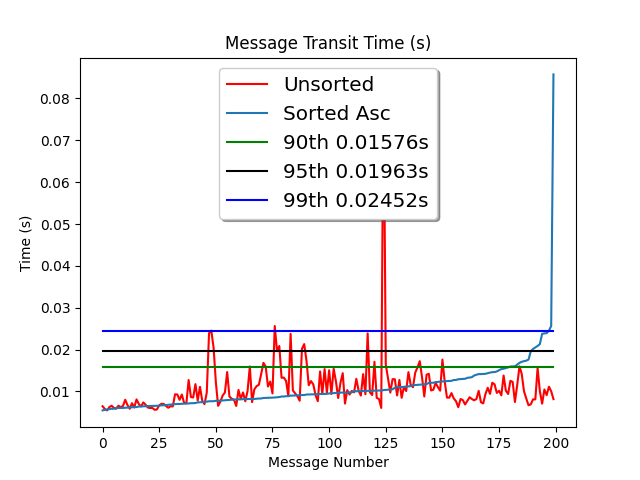 Message Transit Time (s)
Unsorted
Sorted Asc
90th 0.01576s
95th 0.01963s
99th 0.02452s
0.08
0.07
0.06
0.05
0.04
0.03
0.02
0.01
Time (s)
0 25 50 75 100 125 150 175 200
Message Number